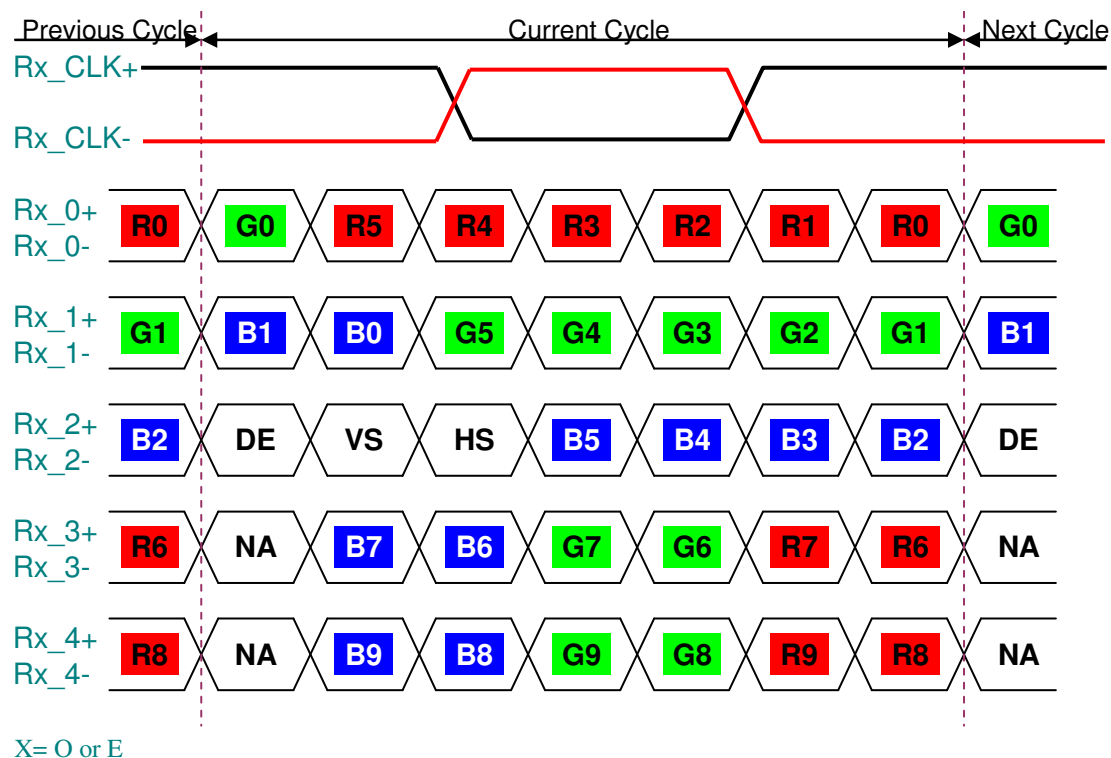 Previous Cycle Current Cycle Next Cycle
Rx_CLK+
Rx_CLK-
Rx_0+
Rx_0-
R0 G0 R5 R4 R3 R2 R1 R0 G0
Rx_1+
Rx_1-
G1 B1 B0 G5 G4 G3 G2 G1 B1
Rx_2+
Rx_2-
B2 DE VS HS B5 B4 B3 B2 DE
Rx_3+
Rx_3-
R6 NA B7 B6 G7 G6 R7 R6 NA
Rx_4+
Rx_4-
R8 NA B9 B8 G9 G8 R9 R8 NA
X= O or E